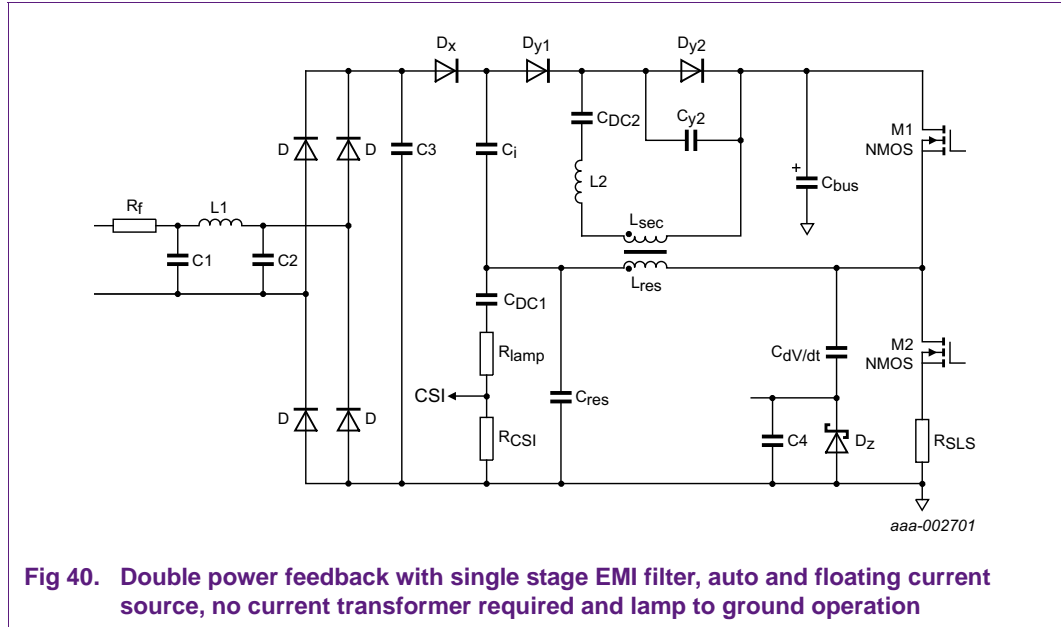 Dx
Dy1
Dy2
CDC2
Cy2
M1
NMOS
D
D
C3
Ci
L2
+
Cbus
Rf
L1
Lsec
C1
C2
Lres
CDC1
M2
NMOS
CdV/dt
Rlamp
CSI
Cres
D
D
RCSI
C4
Dz
RSLS
aaa-002701
Fig 40. Double power feedback with single stage EMI filter, auto and floating current
source, no current transformer required and lamp to ground operation